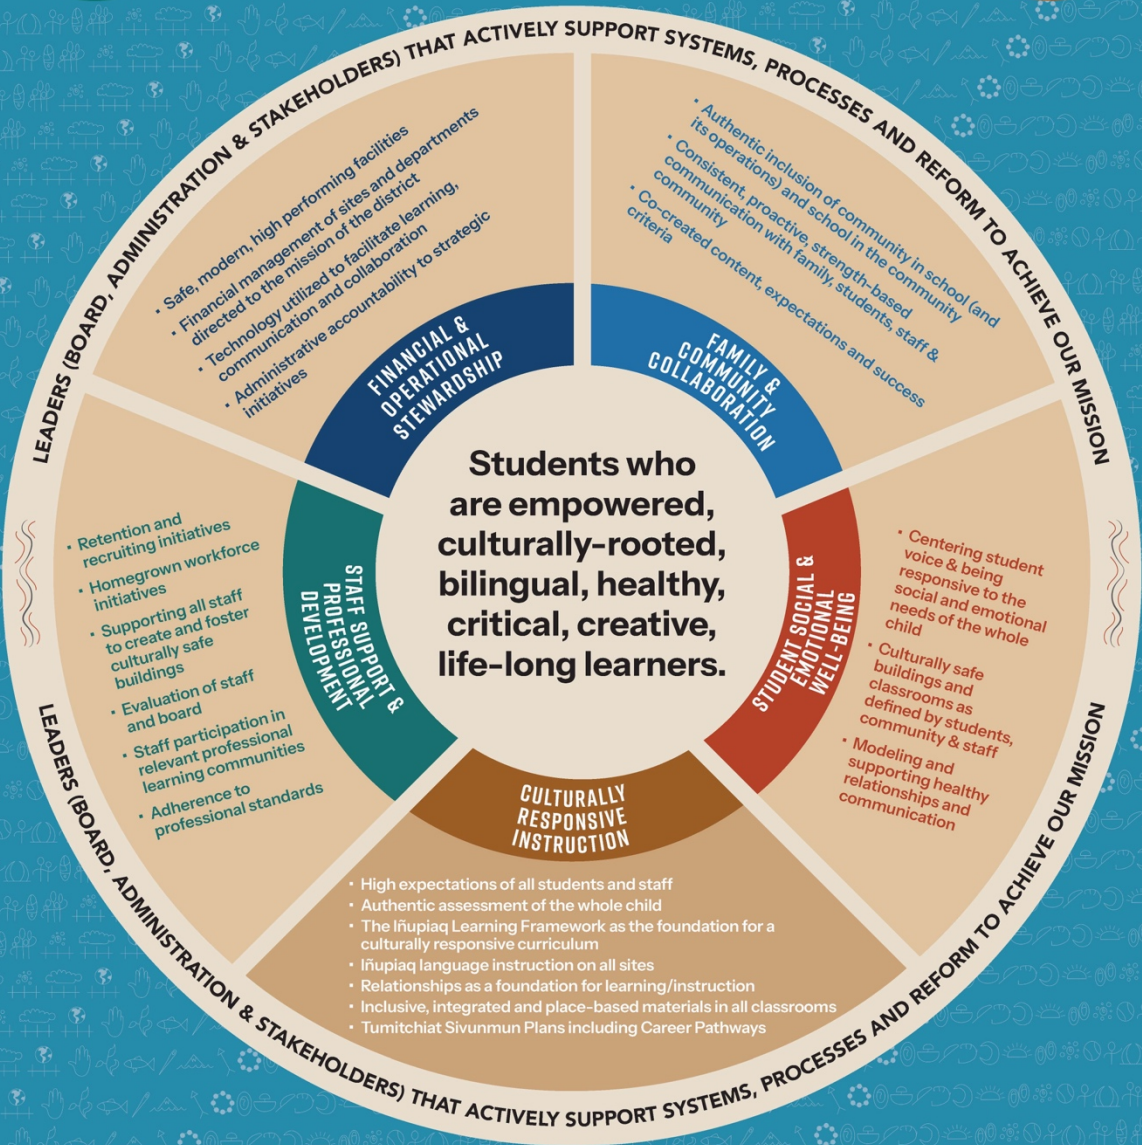 LEADERS (BOARD, ADMINISTRATION & STAKEHOLDERS) THAT ACTIVELY SUPPORT SYSTEMS, PROCESSES AND REFORM TO ACHIEVE OUR MISSION
• Safe, modern, high performing facilities
• Financial management of sites and departments
directed to the mission of the district
• Technology utilized to facilitate learning,
communication and collaboration
• Administrative accountability to strategic
initiatives
FINANCIAL &
OPERATIONAL
STEWARDSHIP
• Authentic inclusion of community in school (and
its operations) and school in the community
• Consistent, proactive, strength-based
communication with family, students, staff &
community
• Co-created content, expectations and success
criteria
FAMILY &
COMMUNITY
COLLABORATION
Students who
are empowered,
culturally-rooted,
bilingual, healthy,
critical, creative,
life-long learners.
• Retention and
recruiting initiatives
• Homegrown workforce
initiatives
• Supporting all staff
to create and foster
culturally safe
buildings
• Evaluation of staff
and board
• Staff participation in
relevant professional
learning communities
• Adherence to
professional standards
STAFF SUPPORT &
PROFESSIONAL
DEVELOPMENT
STUDENT SOCIAL &
EMOTIONAL
WELL-BEING
• Centering student
voice & being
responsive to the
social and emotional
needs of the whole
child
• Culturally safe
buildings and
classrooms as
defined by students,
community & staff
• Modeling and
supporting healthy
relationships and
communication
CULTURALLY
RESPONSIVE
INSTRUCTION
• High expectations of all students and staff
• Authentic assessment of the whole child
• The Iñupiaq Learning Framework as the foundation for a
culturally responsive curriculum
• Iñupiaq language instruction on all sites
• Relationships as a foundation for learning/instruction
• Inclusive, integrated and place-based materials in all classrooms
• Tumitchiat Sivunmun Plans including Career Pathways
LEADERS (BOARD, ADMINISTRATION & STAKEHOLDERS) THAT ACTIVELY SUPPORT SYSTEMS, PROCESSES AND REFORM TO ACHIEVE OUR MISSION